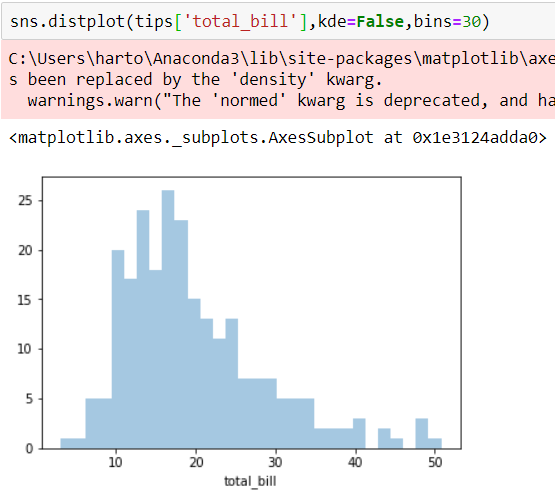 sns.distplot(tips['total_bill'],kde=False,bins=30)
C:\Users\harto\Anaconda3\lib\site-packages\matplotlib\axe
s been replaced by the 'density' kwarg.
warnings.warn("The 'normed' kwarg is deprecated, and ha
<matplotlib.axes._subplots.AxesSubplot at 0x1e3124adda0>
25
20
15
10
5
0
10 20 30 40 50
total_bill